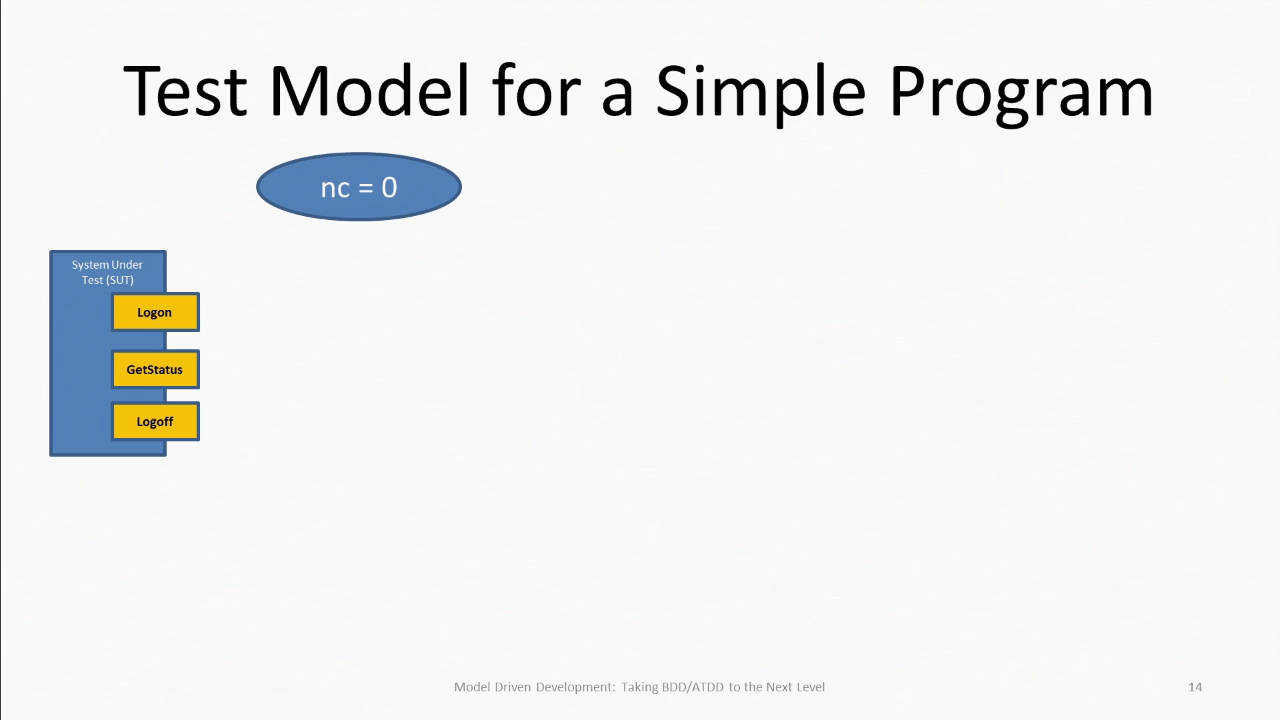 Test Model for a Simple Program
nc = 0
System Under
Test (SUT)
Logon
GetStatus
Logoff
Model Driven Development: Taking BDD/ATDD to the Next Level
14